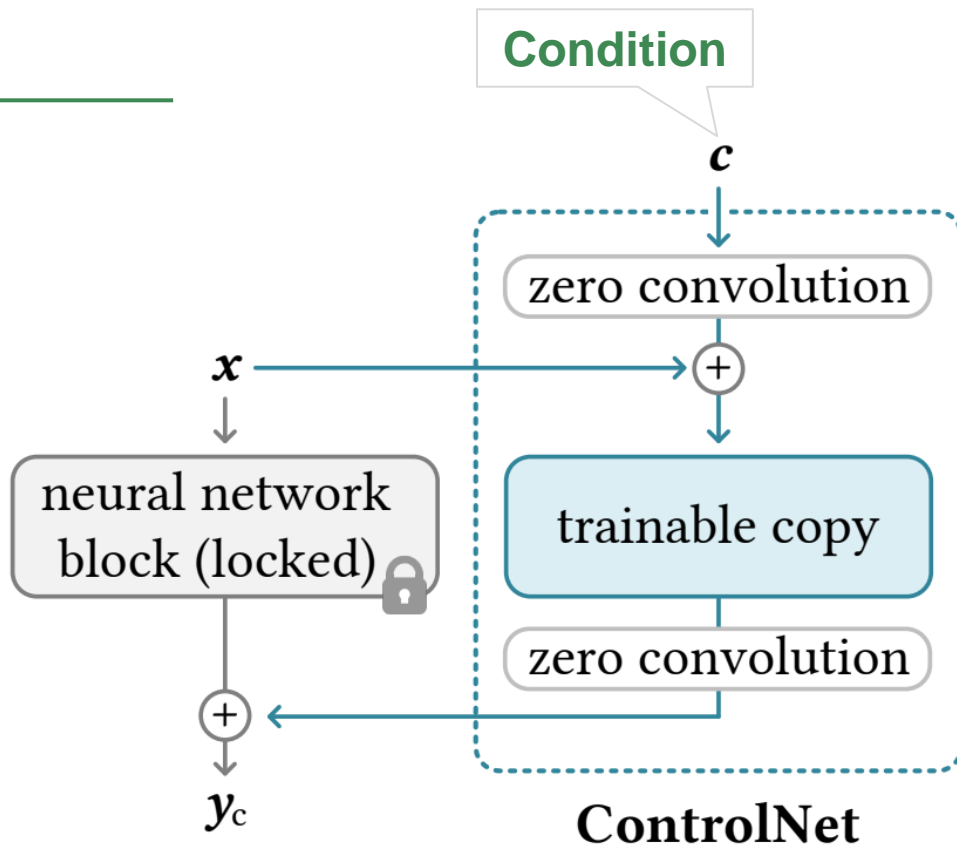 Condition
c
zero convolution
+
x
neural network
block (locked)
trainable copy
zero convolution
+
yc
ControlNet